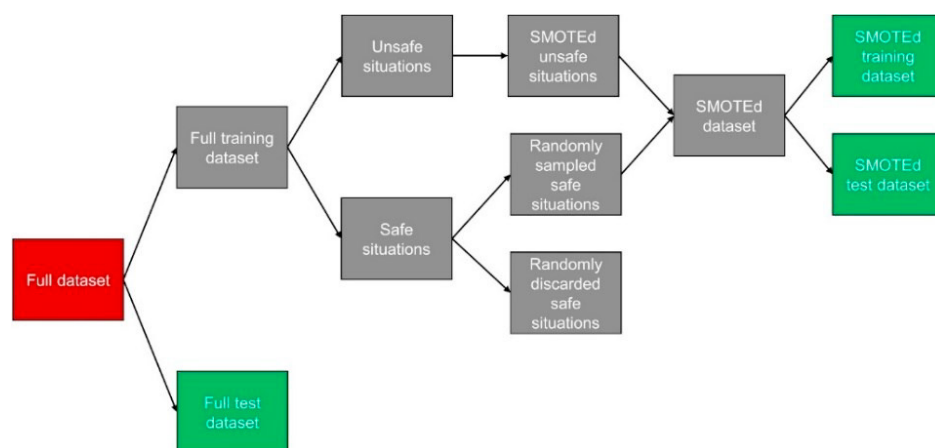 Unsafe
situations
SMOTEd
unsafe
situations
SMOTEd
training
dataset
Full training
dataset
SMOTEd
dataset
Randomly
sampled
safe
situations
SMOTEd
test dataset
Safe
situations
Full dataset
Randomly
discarded
safe
situations
Full test
dataset